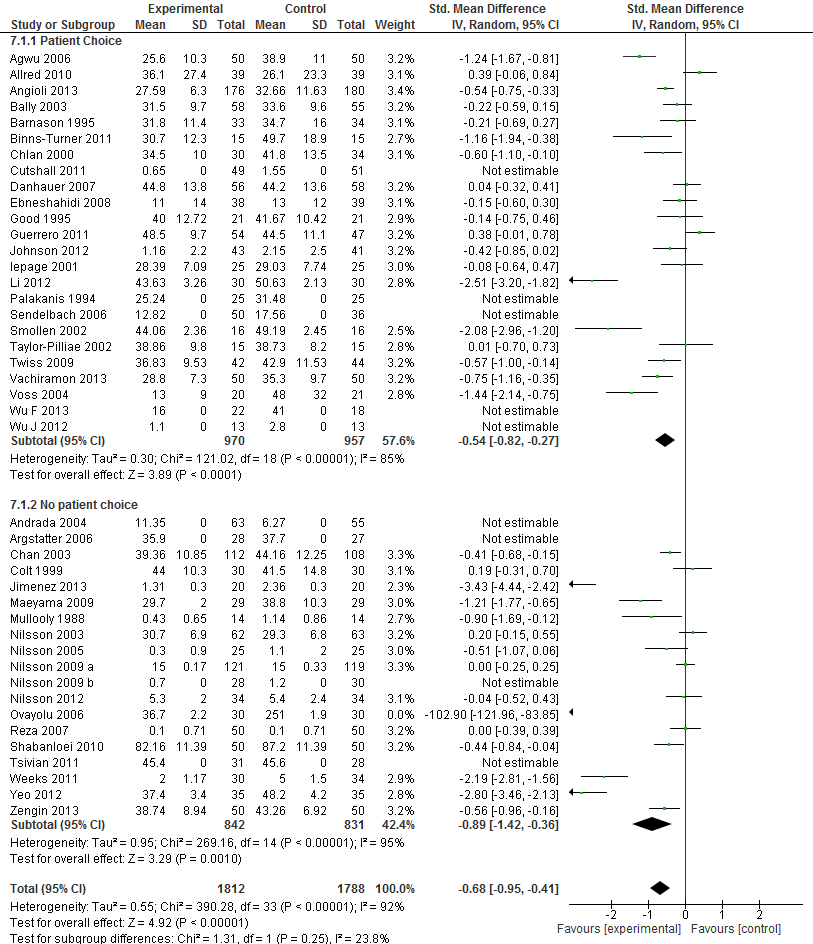 Experimental Control Std. Mean Difference Std. Mean Difference
Study or Subgroup Mean SD Total Mean SD Total Weight IV, Random, 95% CI IV, Random, 95% CI
7.1.1 Patient Choice
Agwu 2006 25.6 10.3 50 38.9 11 50 3.2% -1.24 [-1.67, -0.81]
Allred 2010 36.1 27.4 39 26.1 23.3 39 3.1% 0.39 [-0.06, 0.84]
Angioli 2013 27.59 6.3 176 32.66 11.63 180 3.4% -0.54 [-0.75, -0.33]
Bally 2003 31.5 9.7 58 33.6 9.6 55 3.2% -0.22 [-0.59, 0.15]
Barnason 1995 31.8 11.4 33 34.7 16 34 3.1% -0.21 [-0.69, 0.27]
Binns-Turner 2011 30.7 12.3 15 49.7 18.9 15 2.7% -1.16 [-1.94, -0.38]
Chlan 2000 34.5 10 30 41.8 13.5 34 3.1% -0.60 [-1.10, -0.10]
Cutshall 2011 0.65 0 49 1.55 0 51 Not estimable
Danhauer 2007 44.8 13.8 56 44.2 13.6 58 3.2% 0.04 [-0.32, 0.41]
Ebneshahidi 2008 11 14 38 13 12 39 3.2% -0.15 [-0.60, 0.30]
Good 1995 40 12.72 21 41.67 10.42 21 2.9% -0.14 [-0.75, 0.46]
Guerrero 2011 48.5 9.7 54 44.5 11.1 47 3.2% 0.38 [-0.01, 0.78]
Johnson 2012 1.16 2.2 43 2.15 2.5 41 3.2% -0.42 [-0.85, 0.02]
Iepage 2001 28.39 7.09 25 29.03 7.74 25 3.0% -0.08 [-0.64, 0.47]
Li 2012 43.63 3.26 30 50.63 2.13 30 2.8% -2.51 [-3.20, -1.82]
Palakanis 1994 25.24 0 25 31.48 0 25 Not estimable
Sendelbach 2006 12.82 0 50 17.56 0 36 Not estimable
Smollen 2002 44.06 2.36 16 49.19 2.45 16 2.5% -2.08 [-2.96, -1.20]
Taylor-Pilliae 2002 38.86 9.8 15 38.73 8.2 15 2.8% 0.01 [-0.70, 0.73]
Twiss 2009 36.83 9.53 42 42.9 11.53 44 3.2% -0.57 [-1.00, -0.14]
Vachiramon 2013 28.8 7.3 50 35.3 9.7 50 3.2% -0.75 [-1.16, -0.35]
Voss 2004 13 9 20 48 32 21 2.8% -1.44 [-2.14, -0.75]
Wu F 2013 16 0 22 41 0 18 Not estimable
Wu J 2012 1.1 0 13 2.8 0 13 Not estimable
Subtotal (95% CI) 970 957 57.6% -0.54 [-0.82, -0.27]
Heterogeneity: Tau² = 0.30; Chi² = 121.02, df = 18 (P < 0.00001); I² = 85%
Test for overall effect: Z = 3.89 (P < 0.0001)
7.1.2 No patient choice
Andrada 2004 11.35 0 63 6.27 0 55 Not estimable
Argstatter 2006 35.9 0 28 37.7 0 27 Not estimable
Chan 2003 39.36 10.85 112 44.16 12.25 108 3.3% -0.41 [-0.68, -0.15]
Colt 1999 44 10.3 30 41.5 14.8 30 3.1% 0.19 [-0.31, 0.70]
Jimenez 2013 1.31 0.3 20 2.36 0.3 20 2.3% -3.43 [-4.44, -2.42]
Maeyama 2009 29.7 2 29 38.8 10.3 29 3.0% -1.21 [-1.77, -0.65]
Mullooly 1988 0.43 0.65 14 1.14 0.86 14 2.7% -0.90 [-1.69, -0.12]
Nilsson 2003 30.7 6.9 62 29.3 6.8 63 3.2% 0.20 [-0.15, 0.55]
Nilsson 2005 0.3 0.9 25 1.1 2 25 3.0% -0.51 [-1.07, 0.06]
Nilsson 2009 a 15 0.17 121 15 0.33 119 3.3% 0.00 [-0.25, 0.25]
Nilsson 2009 b 0.7 0 28 1.2 0 30 Not estimable
Nilsson 2012 5.3 2 34 5.4 2.4 34 3.1% -0.04 [-0.52, 0.43]
Ovayolu 2006 36.7 2.2 30 251 1.9 30 0.0% -102.90 [-121.96, -83.85]
Reza 2007 0.1 0.71 50 0.1 0.71 50 3.2% 0.00 [-0.39, 0.39]
Shabanloei 2010 82.16 11.39 50 87.2 11.39 50 3.2% -0.44 [-0.84, -0.04]
Tsivian 2011 45.4 0 31 45.6 0 28 Not estimable
Weeks 2011 2 1.17 30 5 1.5 34 2.9% -2.19 [-2.81, -1.56]
Yeo 2012 37.4 3.4 35 48.2 4.2 35 2.8% -2.80 [-3.46, -2.13]
Zengin 2013 38.74 8.94 50 43.26 6.92 50 3.2% -0.56 [-0.96, -0.16]
Subtotal (95% CI) 842 831 42.4% -0.89 [-1.42, -0.36]
Heterogeneity: Tau² = 0.95; Chi² = 269.16, df = 14 (P < 0.00001); I² = 95%
Test for overall effect: Z = 3.29 (P = 0.0010)
Total (95% CI) 1812 1788 100.0% -0.68 [-0.95, -0.41]
Heterogeneity: Tau² = 0.55; Chi² = 390.28, df = 33 (P < 0.00001); I² = 92%
Test for overall effect: Z = 4.92 (P < 0.00001)
Test for subgroup differences: Chi² = 1.31, df = 1 (P = 0.25), I² = 23.8%
-2 -1 0 1 2
Favours [experimental] Favours [control]